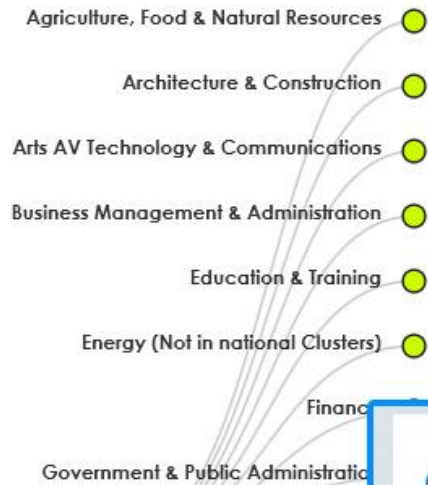 Agriculture, Food & Natural Resources
Architecture & Construction
Arts AV Technology & Communications
Business Management & Administration
Education & Training
Energy (Not in national Clusters)
Financ
Government & Public Administratio